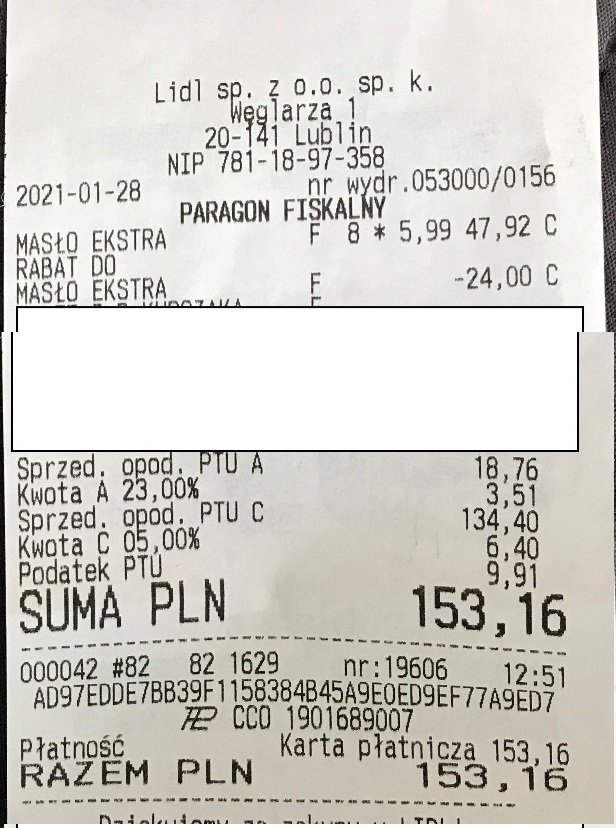 Lidl sp. z o.o. sp. k.
Węglarza 1
20-141 Lublin
NIP 781-18-97-358
2021-01-28 nr wydr.053000/0156
PARAGON FISKALNY
MASŁO EKSTRA F 8 * 5,99 47,92 C
RABAT DO
MASŁO EKSTRA F -24,00 C
Sprzed. opod. PTU A 18,76
Kwota A 23,00% 3,51
Sprzed. opod. PTU C 134,40
Kwota C 05,00% 6,40
Podatek PTU 9,91
SUMA PLN 153,16
000042 #82 82 1629 nr:19606 12:51
AD97EDDE7BB39F1158384B45A9E0ED9EF77A9ED7
CCO 1901689007
Płatność Karta płatnicza 153,16
RAZEM PLN 153,16